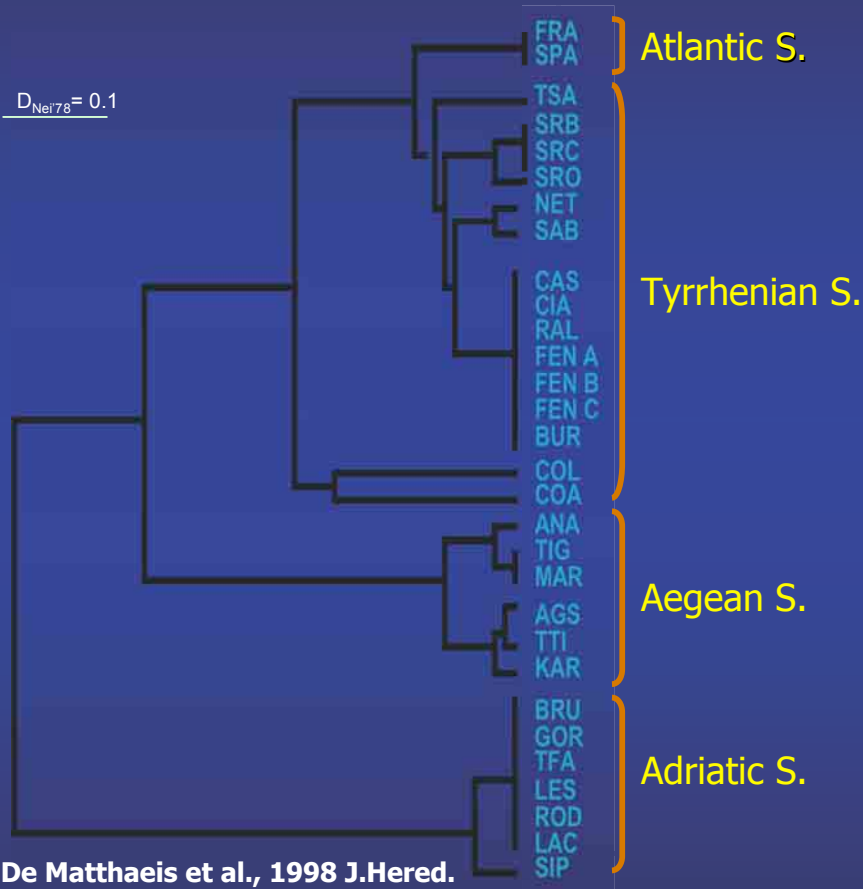 FRA
SPA
Atlantic S.
D_Nei'78= 0.1
TSA
SRB
SRC
SRO
NET
SAB
CAS
CIA
RAL
FEN A
FEN B
FEN C
BUR
COL
COA
Tyrrhenian S.
ANA
TIG
MAR
AGS
TTI
KAR
Aegean S.
BRU
GOR
TFA
LES
ROD
LAC
SIP
Adriatic S.
De Matthaeis et al., 1998 J.Hered.